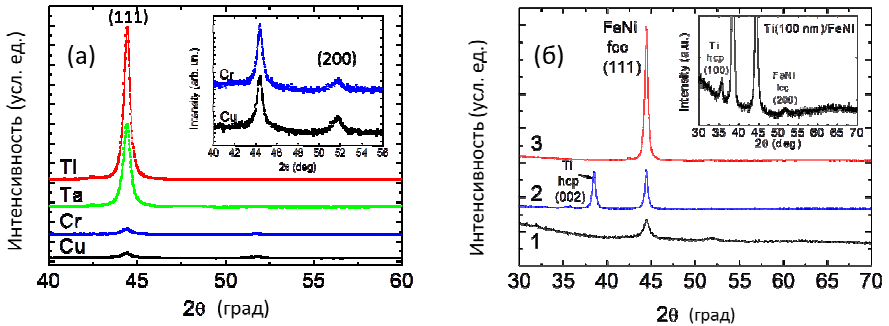 (а)
Интенсивность (усл. ед.)
(111)
Ti
Ta
Cr
Cu
40 45 50 55 60
2θ (град)
Intensity (arb. un.)
Cr
Cu
(200)
40 42 44 46 48 50 52 54 56
2θ (deg)
(б)
Интенсивность (усл. ед.)
FeNi
fcc
(111)
3
2
1
Ti
hcp
(002)
30 35 40 45 50 55 60 65 70
2θ (град)
Ti(100 nm)/FeNi
Intensity (a.u.)
Ti
hcp
(100)
FeNi
fcc
(200)
30 35 40 45 50 55 60 65 70
2θ (deg)